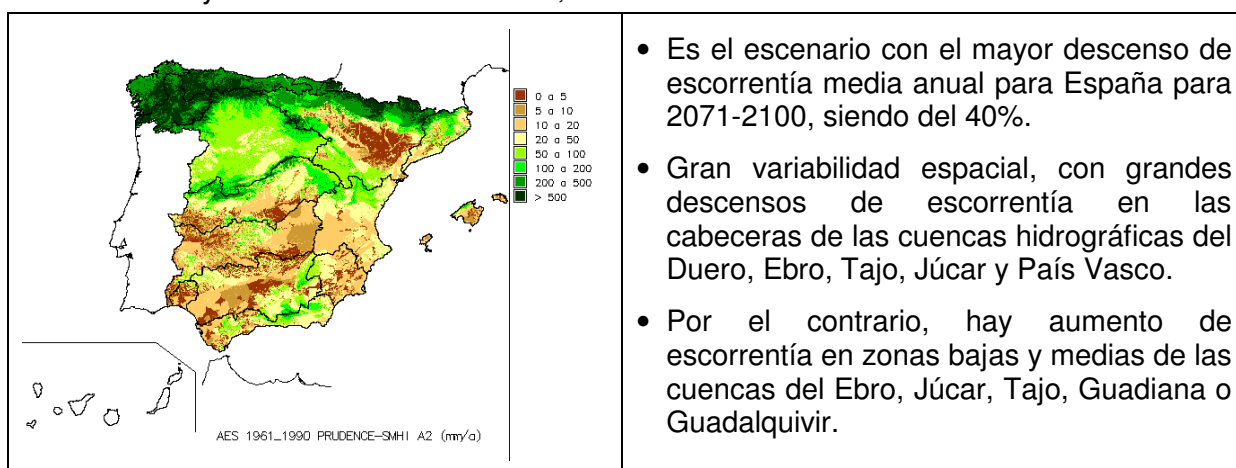 0 a 5
5 a 10
10 a 20
20 a 50
50 a 100
100 a 200
200 a 500
> 500
AES 1961_1990 PRUDENCE-SMHI A2 (mm/a)
• Es el escenario con el mayor descenso de
escorrentía media anual para España para
2071-2100, siendo del 40%.
• Gran variabilidad espacial, con grandes
descensos de escorrentía en las
cabeceras de las cuencas hidrográficas del
Duero, Ebro, Tajo, Júcar y País Vasco.
• Por el contrario, hay aumento de
escorrentía en zonas bajas y medias de las
cuencas del Ebro, Júcar, Tajo, Guadiana o
Guadalquivir.